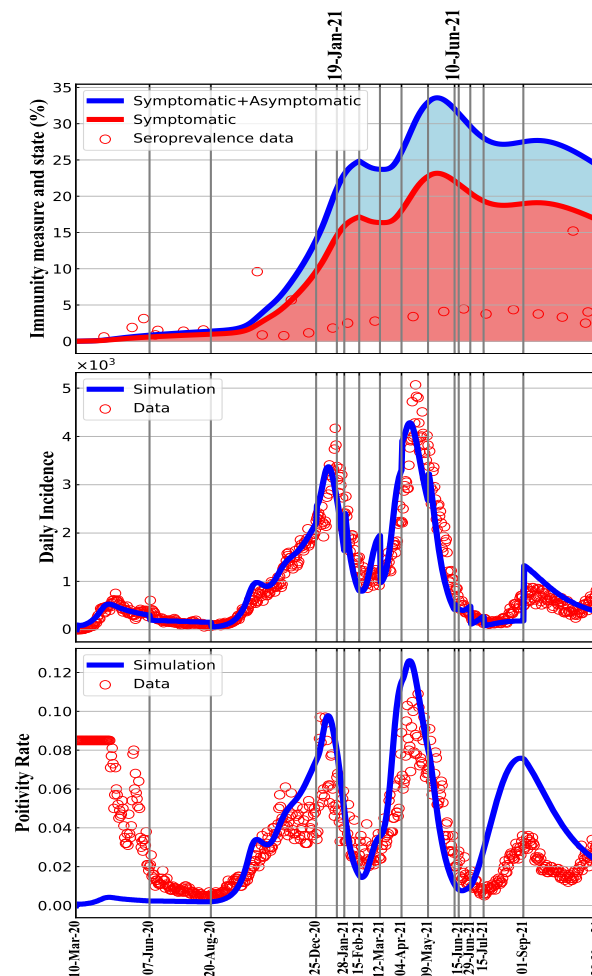 19-Jan-21
10-Jun-21
Immunity measure and state (%)
35
30
25
20
15
10
5
0
Symptomatic+Asymptomatic
Symptomatic
Seroprevalence data
×10³
Daily Incidence
5
4
3
2
1
0
Simulation
Data
Poitivity Rate
0.12
0.10
0.08
0.06
0.04
0.02
0.00
Simulation
Data
10-Mar-20
07-Jun-20
20-Aug-20
25-Dec-20
28-Jan-21
15-Feb-21
12-Mar-21
04-Apr-21
09-May-21
15-Jun-21
29-Jun-21
15-Jul-21
01-Sep-21